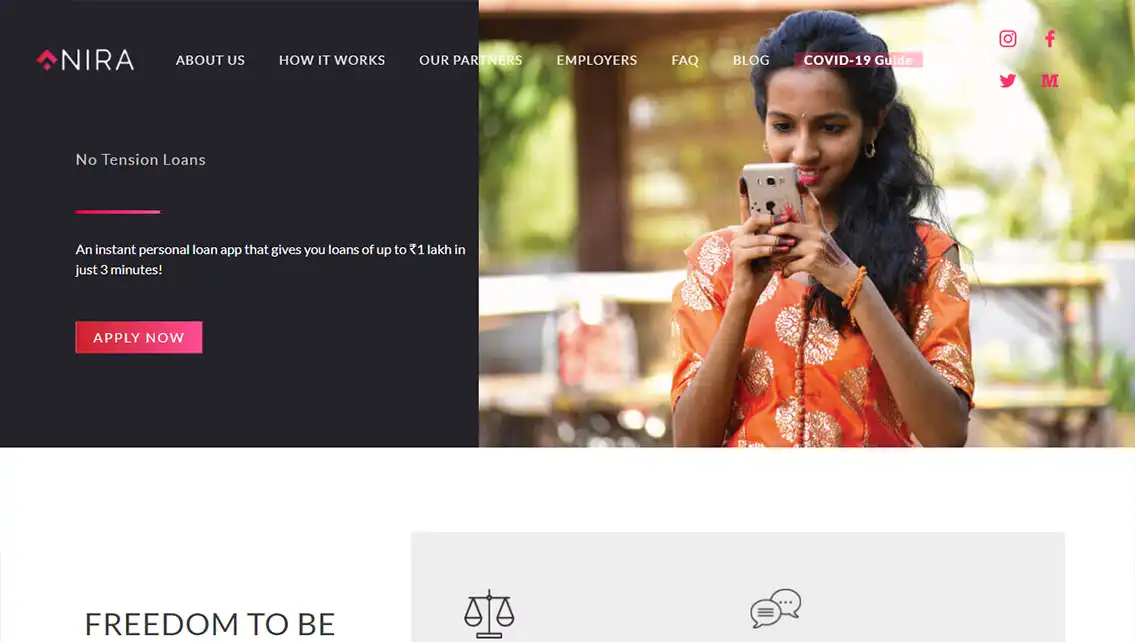 NIRA
ABOUT US
HOW IT WORKS
OUR PARTNERS
EMPLOYERS
FAQ
BLOG
COVID-19 Guide
No Tension Loans
An instant personal loan app that gives you loans of up to ₹1 lakh in
just 3 minutes!
APPLY NOW
FREEDOM TO BE